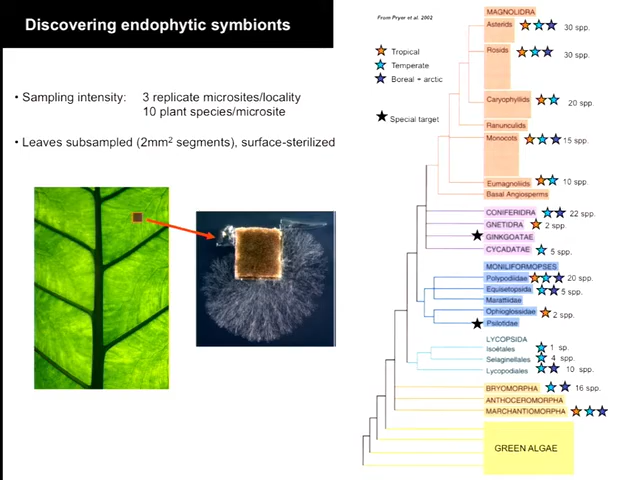 Discovering endophytic symbionts
• Sampling intensity: 3 replicate microsites/locality
10 plant species/microsite
• Leaves subsampled (2mm² segments), surface-sterilized
From Pryer et al. 2002
Tropical
Temperate
Boreal + arctic
Special target
MAGNOLIDRA
Asterids 30 spp.
Rosids 30 spp.
Caryophyllids 20 spp.
Ranunculids
Monocots 15 spp.
Eumagnoliids 10 spp.
Basal Angiosperms
CONIFERIDRA 22 spp.
GNETIDRA 2 spp.
GINKGOATAE
CYCADATAE 5 spp.
MONILIFORMOPSES
Polypodiidae 20 spp.
Equisetopsida 5 spp.
Marattiidae
Ophioglossidae 2 spp.
Psilotidae
LYCOPSIDA
Isoëtales 1 sp.
Selaginellales 4 spp.
Lycopodiales 10 spp.
BRYOMORPHA 16 spp.
ANTHOCEROMORPHA
MARCHANTIOMORPHA
GREEN ALGAE